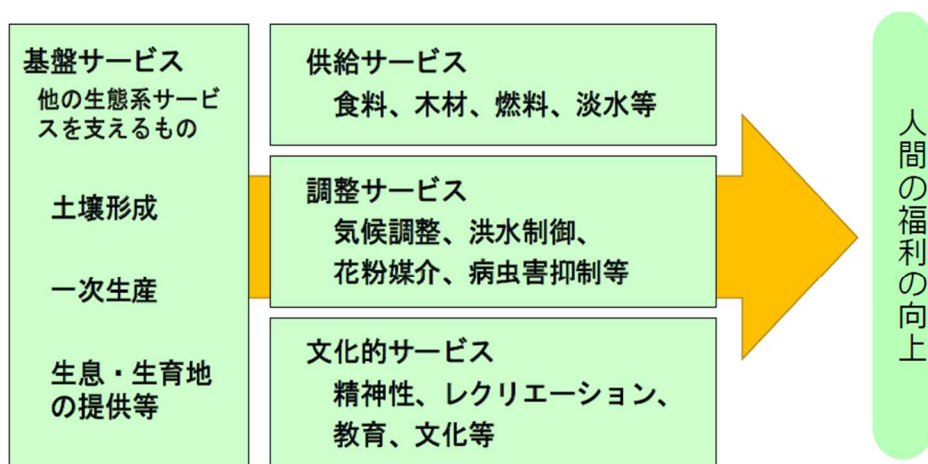 基盤サービス
他の生態系サービ
スを支えるもの
土壌形成
一次生産
生息・生育地
の提供等
供給サービス
食料、木材、燃料、淡水等
調整サービス
気候調整、洪水制御、
花粉媒介、病虫害抑制等
文化的サービス
精神性、レクリエーション、
教育、文化等
人間の福利の向上